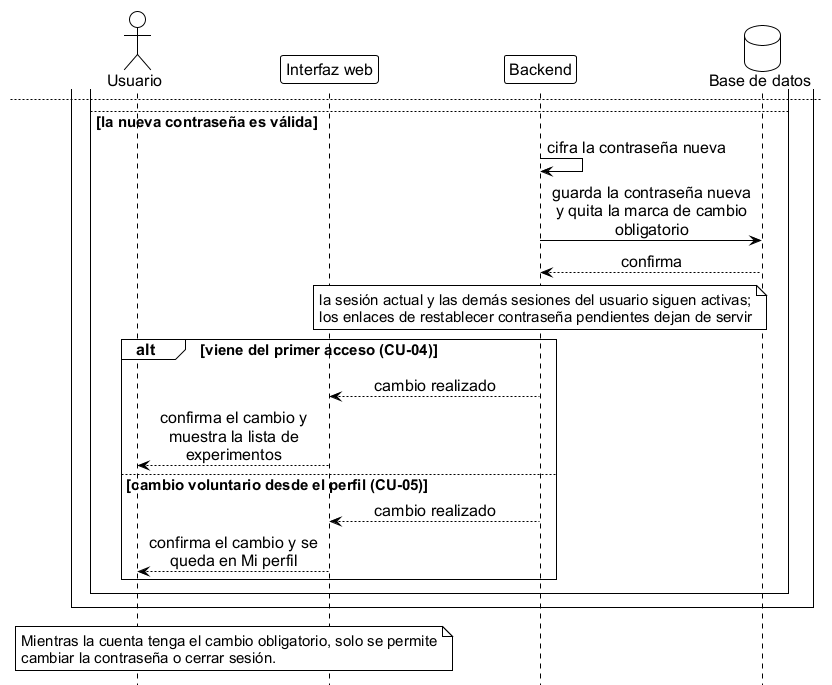 Usuario
Interfaz web
Backend
Base de datos
[la nueva contraseña es válida]
cifra la contraseña nueva
guarda la contraseña nueva
y quita la marca de cambio
obligatorio
confirma
la sesión actual y las demás sesiones del usuario siguen activas;
los enlaces de restablecer contraseña pendientes dejan de servir
alt
[viene del primer acceso (CU-04)]
cambio realizado
confirma el cambio y
muestra la lista de
experimentos
[cambio voluntario desde el perfil (CU-05)]
cambio realizado
confirma el cambio y se
queda en Mi perfil
Mientras la cuenta tenga el cambio obligatorio, solo se permite
cambiar la contraseña o cerrar sesión.